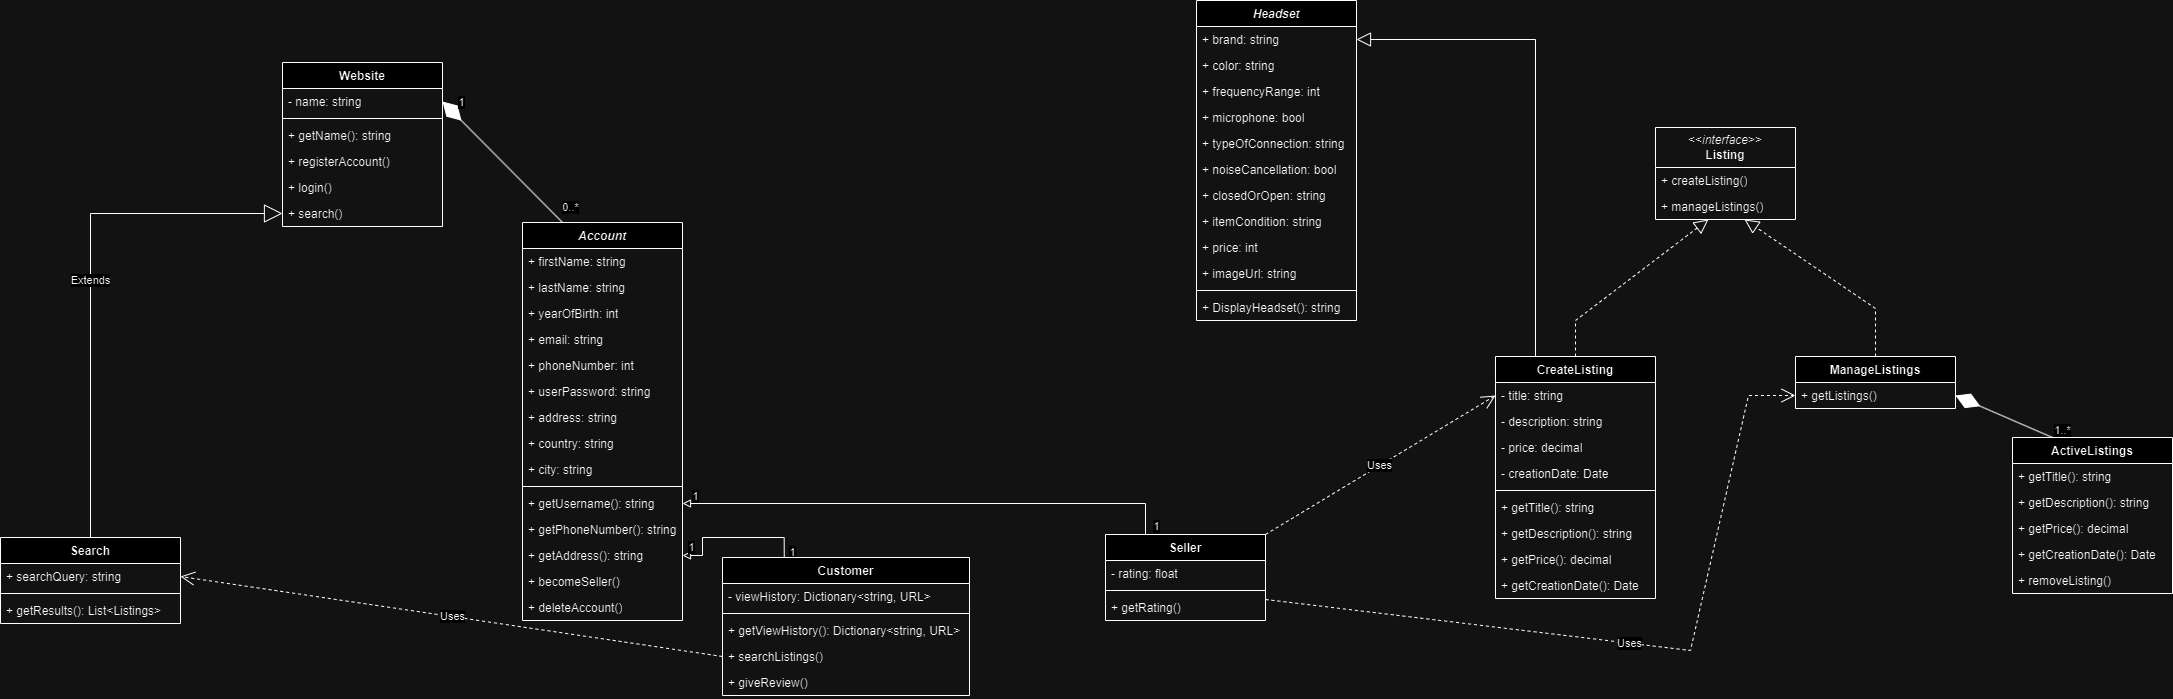 Headset
+ brand: string
+ color: string
+ frequencyRange: int
+ microphone: bool
+ typeOfConnection: string
+ noiseCancellation: bool
+ closedOrOpen: string
+ itemCondition: string
+ price: int
+ imageUrl: string
+ DisplayHeadset(): string
Website
- name: string
+ getName(): string
+ registerAccount()
+ login()
+ search()
1
0..*
Extends
Account
+ firstName: string
+ lastName: string
+ yearOfBirth: int
+ email: string
+ phoneNumber: int
+ userPassword: string
+ address: string
+ country: string
+ city: string
+ getUsername(): string
+ getPhoneNumber(): string
+ getAddress(): string
+ becomeSeller()
+ deleteAccount()
<<interface>>
Listing
+ createListing()
+ manageListings()
CreateListing
- title: string
- description: string
- price: decimal
- creationDate: Date
+ getTitle(): string
+ getDescription(): string
+ getPrice(): decimal
+ getCreationDate(): Date
ManageListings
+ getListings()
1..*
ActiveListings
+ getTitle(): string
+ getDescription(): string
+ getPrice(): decimal
+ getCreationDate(): Date
+ removeListing()
Uses
1
1
Seller
- rating: float
+ getRating()
Uses
1
1
Customer
- viewHistory: Dictionary<string, URL>
+ getViewHistory(): Dictionary<string, URL>
+ searchListings()
+ giveReview()
Uses
Search
+ searchQuery: string
+ getResults(): List<Listings>